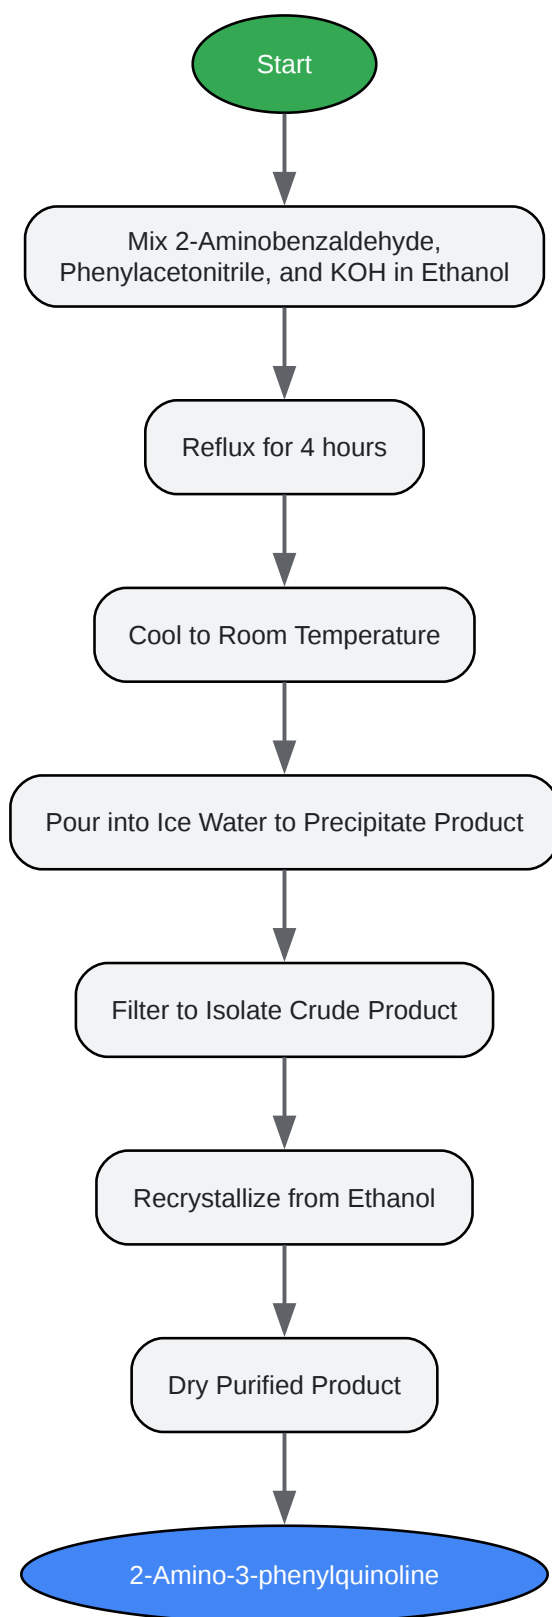 Start
Mix 2-Aminobenzaldehyde,
Phenylacetonitrile, and KOH in Ethanol
Reflux for 4 hours
Cool to Room Temperature
Pour into Ice Water to Precipitate Product
Filter to Isolate Crude Product
Recrystallize from Ethanol
Dry Purified Product
2-Amino-3-phenylquinoline